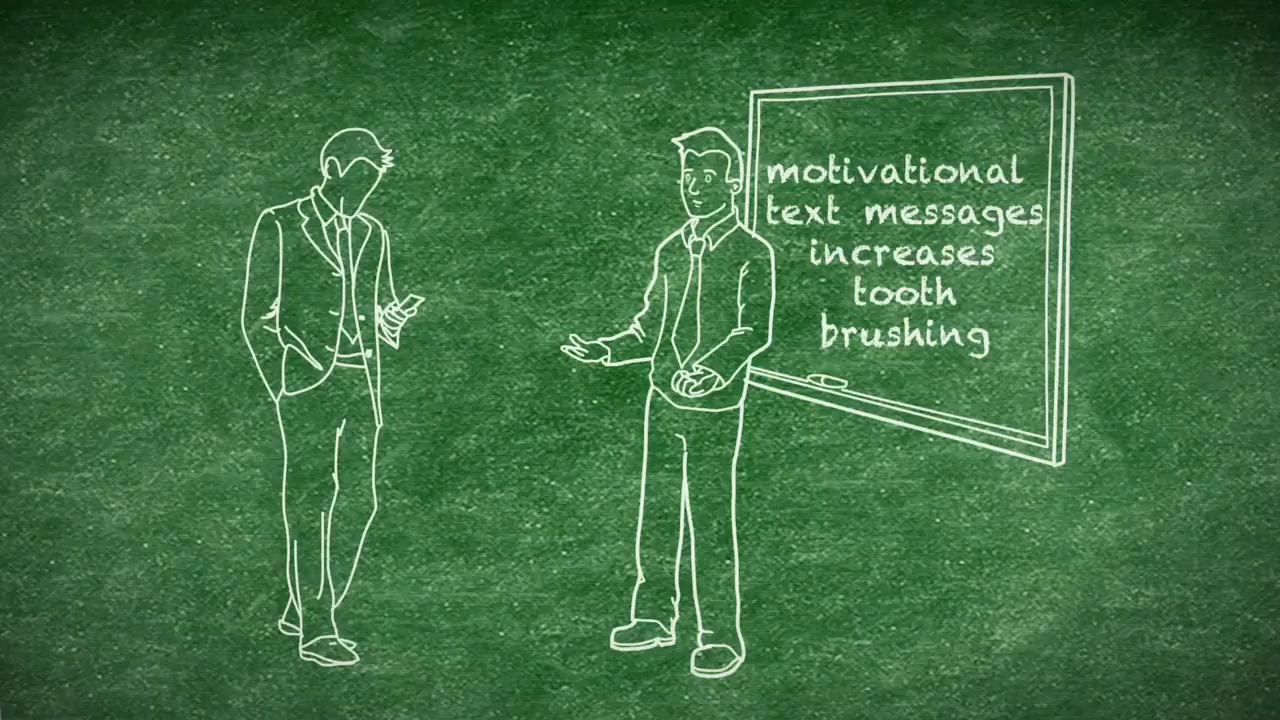 motivational
text messages
increases
tooth
brushing